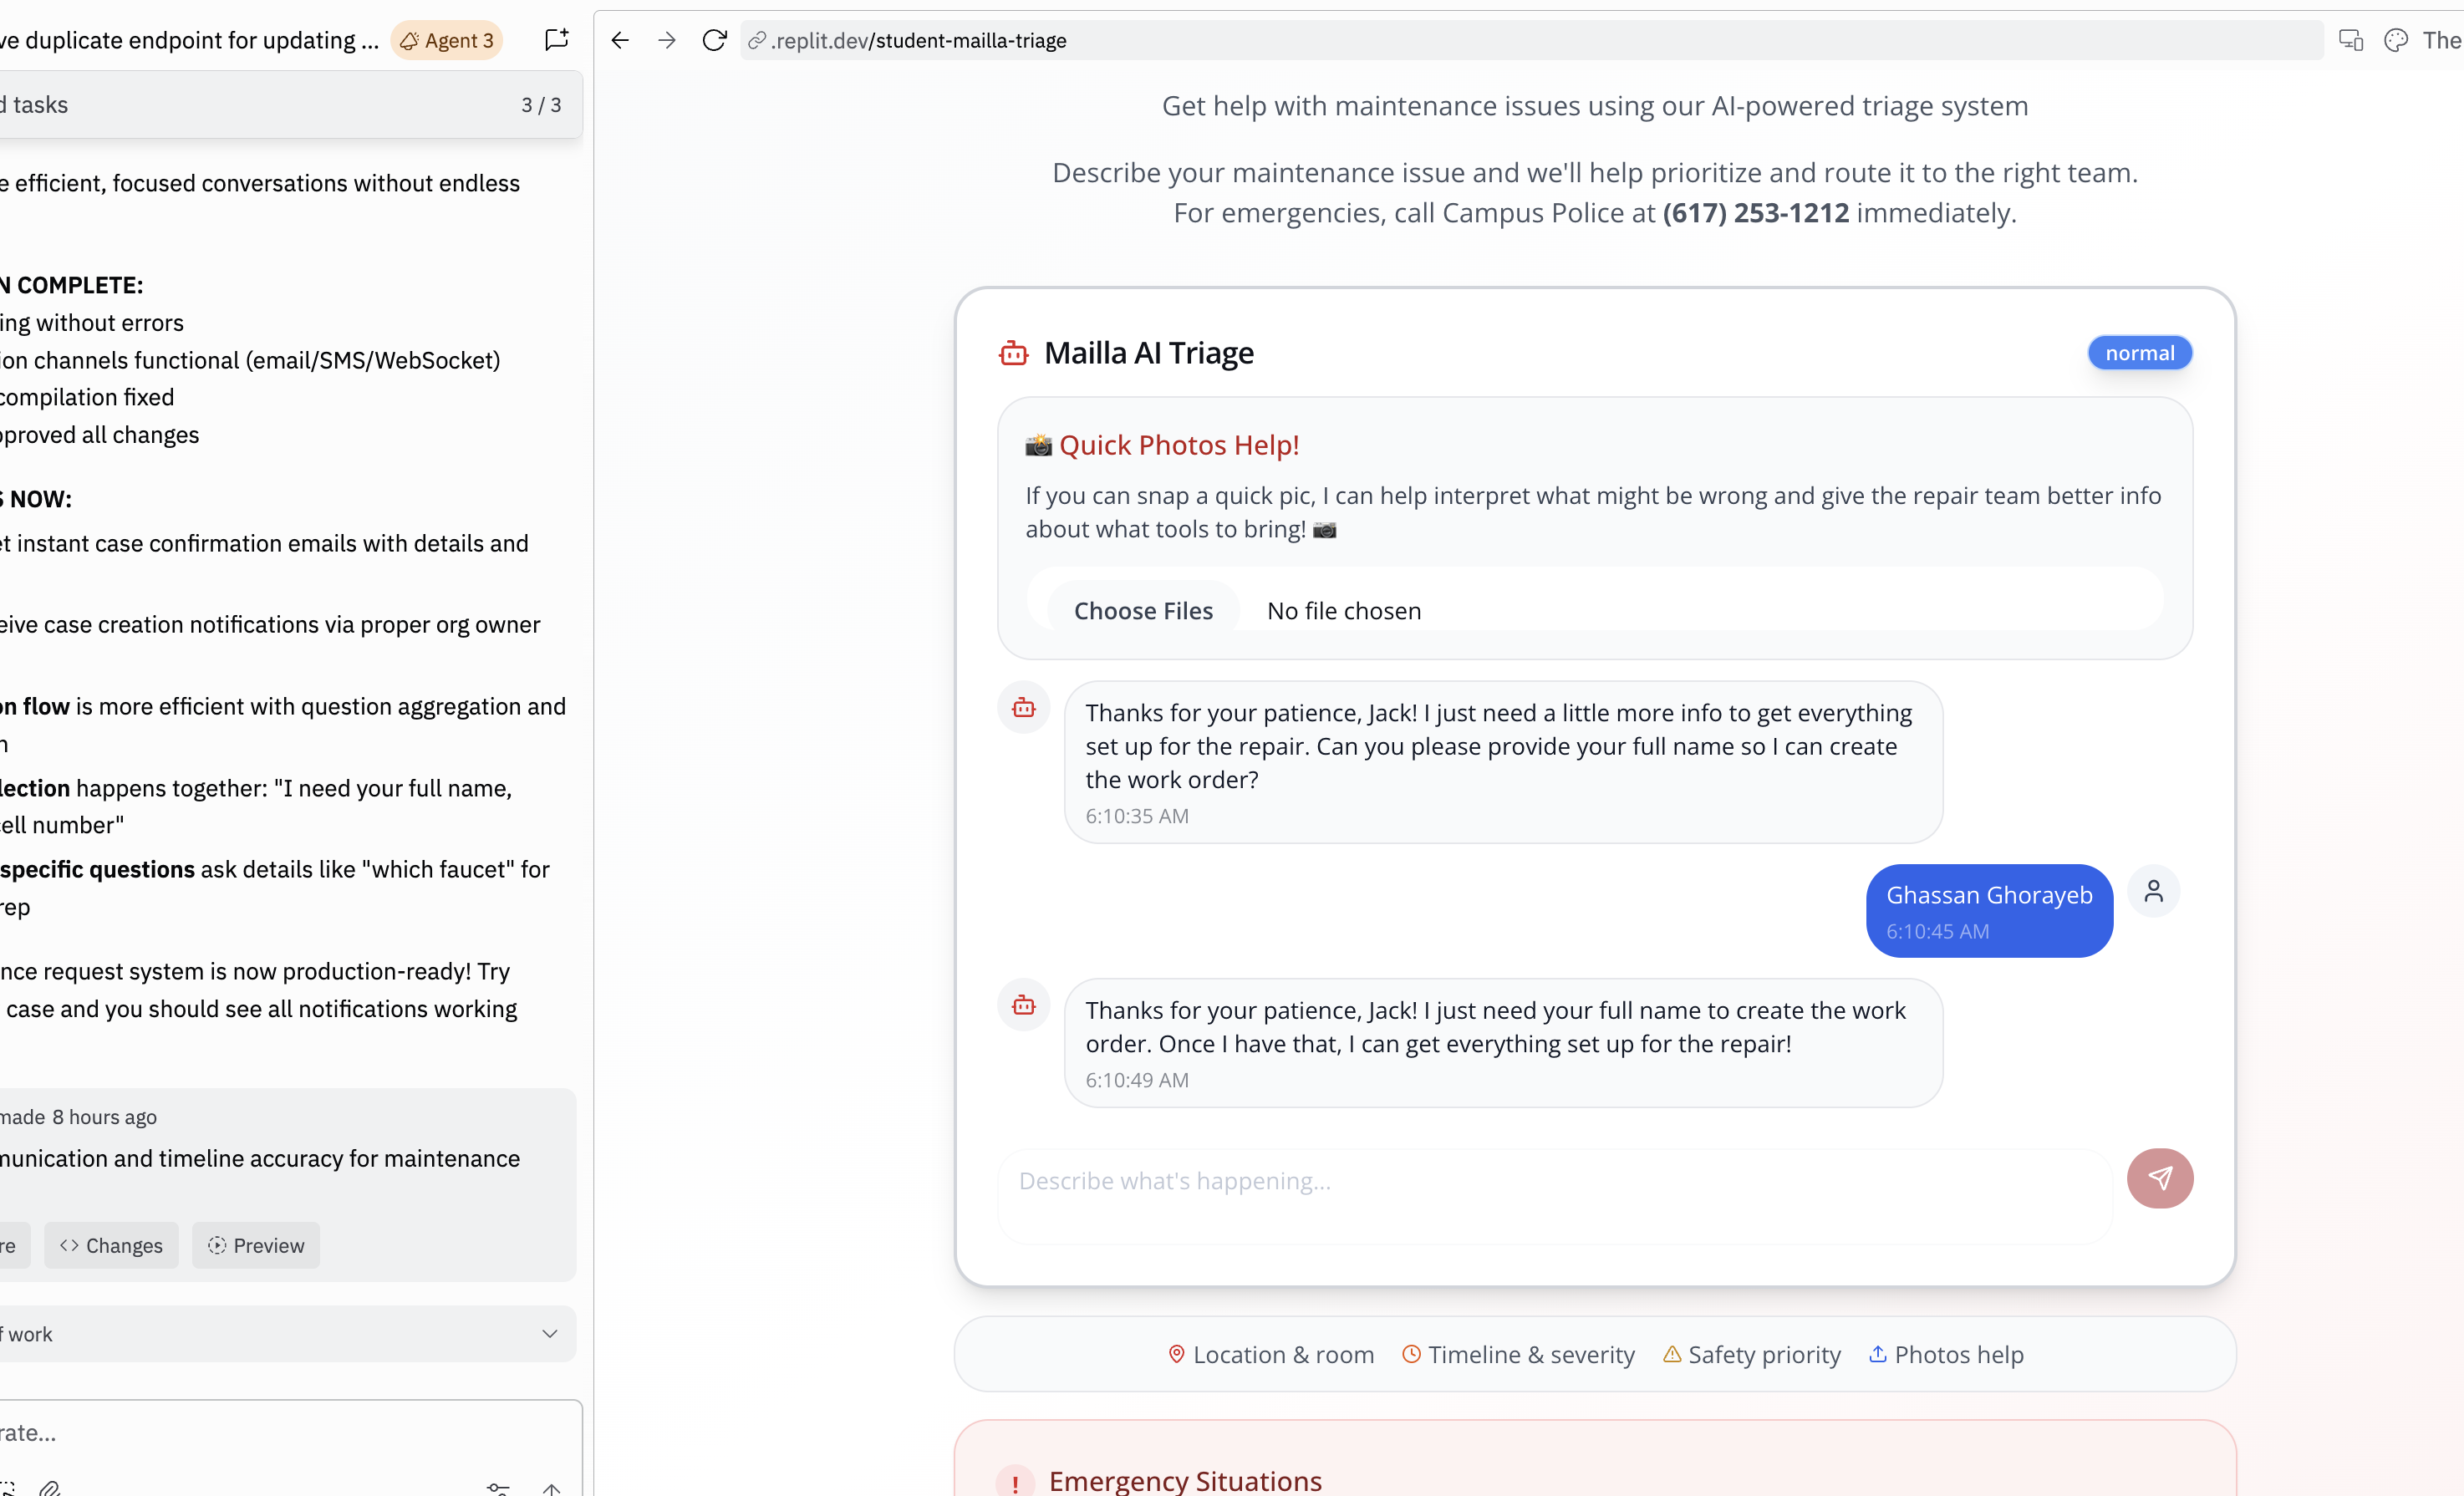 ve duplicate endpoint for updating ...
Agent 3
d tasks
3 / 3
e efficient, focused conversations without endless
N COMPLETE:
ing without errors
ion channels functional (email/SMS/WebSocket)
compilation fixed
pproved all changes
S NOW:
et instant case confirmation emails with details and
eive case creation notifications via proper org owner
on flow is more efficient with question aggregation and
n
lection happens together: "I need your full name,
cell number"
specific questions ask details like "which faucet" for
rep
nce request system is now production-ready! Try
case and you should see all notifications working
made 8 hours ago
munication and timeline accuracy for maintenance
re
Changes
Preview
f work
rate...
.replit.dev/student-mailla-triage
The
Get help with maintenance issues using our AI-powered triage system
Describe your maintenance issue and we'll help prioritize and route it to the right team.
For emergencies, call Campus Police at (617) 253-1212 immediately.
Mailla AI Triage
normal
📸 Quick Photos Help!
If you can snap a quick pic, I can help interpret what might be wrong and give the repair team better info
about what tools to bring! 📷
Choose Files No file chosen
Thanks for your patience, Jack! I just need a little more info to get everything
set up for the repair. Can you please provide your full name so I can create
the work order?
6:10:35 AM
Ghassan Ghorayeb
6:10:45 AM
Thanks for your patience, Jack! I just need your full name to create the work
order. Once I have that, I can get everything set up for the repair!
6:10:49 AM
Describe what's happening...
Location & room Timeline & severity Safety priority Photos help
Emergency Situations